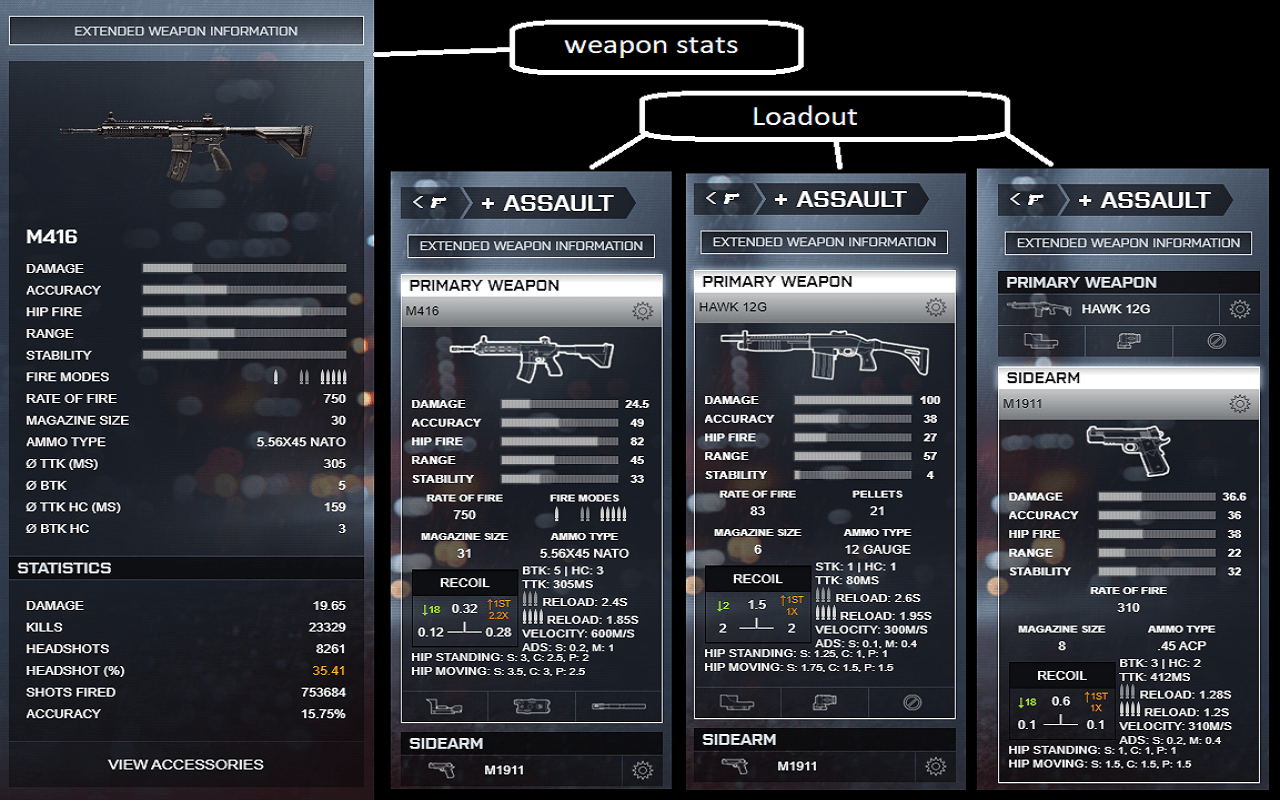 EXTENDED WEAPON INFORMATION
M416
DAMAGE
ACCURACY
HIP FIRE
RANGE
STABILITY
FIRE MODES
RATE OF FIRE 750
MAGAZINE SIZE 30
AMMO TYPE 5.56X45 NATO
Ø TTK (MS) 305
Ø BTK 5
Ø TTK HC (MS) 159
Ø BTK HC 3
STATISTICS
DAMAGE 19.65
KILLS 23329
HEADSHOTS 8261
HEADSHOT (%) 35.41
SHOTS FIRED 753684
ACCURACY 15.75%
VIEW ACCESSORIES
weapon stats
Loadout
< + ASSAULT
EXTENDED WEAPON INFORMATION
PRIMARY WEAPON
M416
DAMAGE 24.5
ACCURACY 49
HIP FIRE 82
RANGE 45
STABILITY 33
RATE OF FIRE FIRE MODES
750
MAGAZINE SIZE AMMO TYPE
31 5.56X45 NATO
RECOIL
↓18 0.32 ↑1ST
2.2X
0.12 0.28
BTK: 5 | HC: 3
TTK: 305MS
RELOAD: 2.4S
RELOAD: 1.85S
VELOCITY: 600M/S
ADS: S: 0.2, M: 1
HIP STANDING: S: 3, C: 2.5, P: 2
HIP MOVING: S: 3.5, C: 3, P: 2.5
SIDEARM
M1911
< + ASSAULT
EXTENDED WEAPON INFORMATION
PRIMARY WEAPON
HAWK 12G
DAMAGE 100
ACCURACY 38
HIP FIRE 27
RANGE 57
STABILITY 4
RATE OF FIRE PELLETS
83 21
MAGAZINE SIZE AMMO TYPE
6 12 GAUGE
RECOIL
↓2 1.5 ↑1ST
1X
2 2
STK: 1 | HC: 1
TTK: 80MS
RELOAD: 2.6S
RELOAD: 1.95S
VELOCITY: 300M/S
ADS: S: 0.1, M: 0.4
HIP STANDING: S: 1.25, C: 1, P: 1
HIP MOVING: S: 1.75, C: 1.5, P: 1.5
SIDEARM
M1911
< + ASSAULT
EXTENDED WEAPON INFORMATION
PRIMARY WEAPON
HAWK 12G
SIDEARM
M1911
DAMAGE 36.6
ACCURACY 36
HIP FIRE 38
RANGE 22
STABILITY 32
RATE OF FIRE
310
MAGAZINE SIZE AMMO TYPE
8 .45 ACP
RECOIL
↓18 0.6 ↑1ST
1X
0.1 0.1
BTK: 3 | HC: 2
TTK: 412MS
RELOAD: 1.28S
RELOAD: 1.2S
VELOCITY: 310M/S
ADS: S: 0.2, M: 0.4
HIP STANDING: S: 1, C: 1, P: 1
HIP MOVING: S: 1.5, C: 1.5, P: 1.5